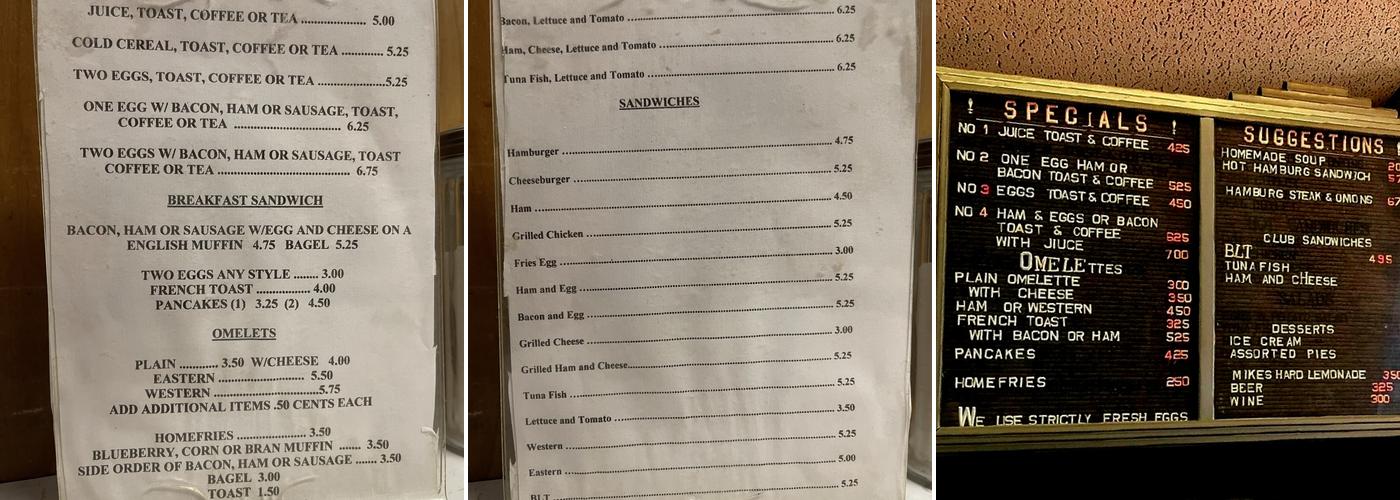 JUICE, TOAST, COFFEE OR TEA .................. 5.00
COLD CEREAL, TOAST, COFFEE OR TEA ............. 5.25
TWO EGGS, TOAST, COFFEE OR TEA .................5.25
ONE EGG W/ BACON, HAM OR SAUSAGE, TOAST,
COFFEE OR TEA ............................... 6.25
TWO EGGS W/ BACON, HAM OR SAUSAGE, TOAST
COFFEE OR TEA ....................................... 6.75
BREAKFAST SANDWICH
BACON, HAM OR SAUSAGE W/EGG AND CHEESE ON A
ENGLISH MUFFIN 4.75 BAGEL 5.25
TWO EGGS ANY STYLE ........ 3.00
FRENCH TOAST ................ 4.00
PANCAKES (1) 3.25 (2) 4.50
OMELETS
PLAIN ............ 3.50 W/CHEESE 4.00
EASTERN ........................... 5.50
WESTERN ..............................5.75
ADD ADDITIONAL ITEMS .50 CENTS EACH
HOMEFRIES ...................... 3.50
BLUEBERRY, CORN OR BRAN MUFFIN ....... 3.50
SIDE ORDER OF BACON, HAM OR SAUSAGE ....... 3.50
BAGEL 3.00
TOAST 1.50
Bacon, Lettuce and Tomato ........ 6.25
Ham, Cheese, Lettuce and Tomato ........ 6.25
Tuna Fish, Lettuce and Tomato ........ 6.25
SANDWICHES
Hamburger ........ 4.75
Cheeseburger ........ 5.25
Ham ........ 4.50
Grilled Chicken ........ 5.25
Fries Egg ........ 3.00
Ham and Egg ........ 5.25
Bacon and Egg ........ 5.25
Grilled Cheese ........ 3.00
Grilled Ham and Cheese........ 5.25
Tuna Fish ........ 5.25
Lettuce and Tomato ........ 3.50
Western ........ 5.25
Eastern ........ 5.00
BLT ........ 5.25
! SPECIALS !
NO 1 JUICE TOAST & COFFEE 425
NO 2 ONE EGG HAM OR
BACON TOAST & COFFEE 525
NO 3 EGGS TOAST & COFFEE 450
NO 4 HAM & EGGS OR BACON
TOAST & COFFEE 625
WITH JIUCE 700
OMELETTES
PLAIN OMELETTE 300
WITH CHEESE 350
HAM OR WESTERN 450
FRENCH TOAST 325
WITH BACON OR HAM 525
PANCAKES 425
HOMEFRIES 250
WE USE STRICTLY FRESH EGGS
SUGGESTIONS
HOMEMADE SOUP
HOT HAMBURG SANDWICH
HAMBURG STEAK & ONIONS
CLUB SANDWICHES
BLT 495
TUNA FISH
HAM AND CHEESE
DESSERTS
ICE CREAM
ASSORTED PIES
MIKES HARD LEMONADE 350
BEER 325
WINE 300